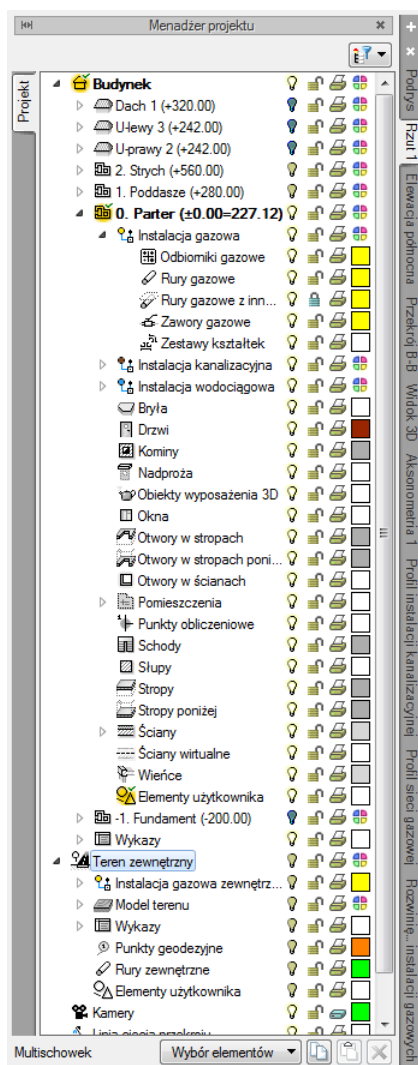 Menadżer projektu
Projekt
Budynek
Dach 1 (+320.00)
U-lewy 3 (+242.00)
U-prawy 2 (+242.00)
2. Strych (+560.00)
1. Poddasze (+280.00)
0. Parter (±0.00=227.12)
Instalacja gazowa
Odbiorniki gazowe
Rury gazowe
Rury gazowe z inn...
Zawory gazowe
Zestawy kształtek
Instalacja kanalizacyjna
Instalacja wodociągowa
Bryła
Drzwi
Kominy
Nadproża
Obiekty wyposażenia 3D
Okna
Otwory w stropach
Otwory w stropach poni...
Otwory w ścianach
Pomieszczenia
Punkty obliczeniowe
Schody
Słupy
Stropy
Stropy poniżej
Ściany
Ściany wirtualne
Wieńce
Elementy użytkownika
-1. Fundament (-200.00)
Wykazy
Teren zewnętrzny
Instalacja gazowa zewnętrz...
Model terenu
Wykazy
Punkty geodezyjne
Rury zewnętrzne
Elementy użytkownika
Kamery
Linia cięcia przekroju
Multischowek
Wybór elementów
Podrys
Rzut 1
Elewacja północna
Przekrój B-B
Widok 3D
Aksonometria 1
Profil instalacji kanalizacyjnej
Profil sieci gazowej
Rozwinię... instalacji gazowych